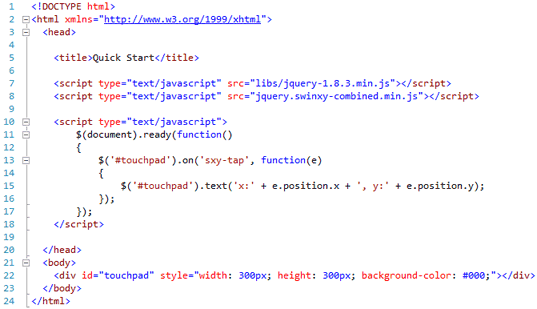 1 <!DOCTYPE html>
2 <html xmlns="http://www.w3.org/1999/xhtml">
3 <head>
4
5 <title>Quick Start</title>
6
7 <script type="text/javascript" src="libs/jquery-1.8.3.min.js"></script>
8 <script type="text/javascript" src="jquery.swinxy-combined.min.js"></script>
9
10 <script type="text/javascript">
11 $(document).ready(function()
12 {
13 $('#touchpad').on('sxy-tap', function(e)
14 {
15 $('#touchpad').text('x:' + e.position.x + ', y:' + e.position.y);
16 });
17 });
18 </script>
19
20 </head>
21 <body>
22 <div id="touchpad" style="width: 300px; height: 300px; background-color: #000;"></div>
23 </body>
24 </html>